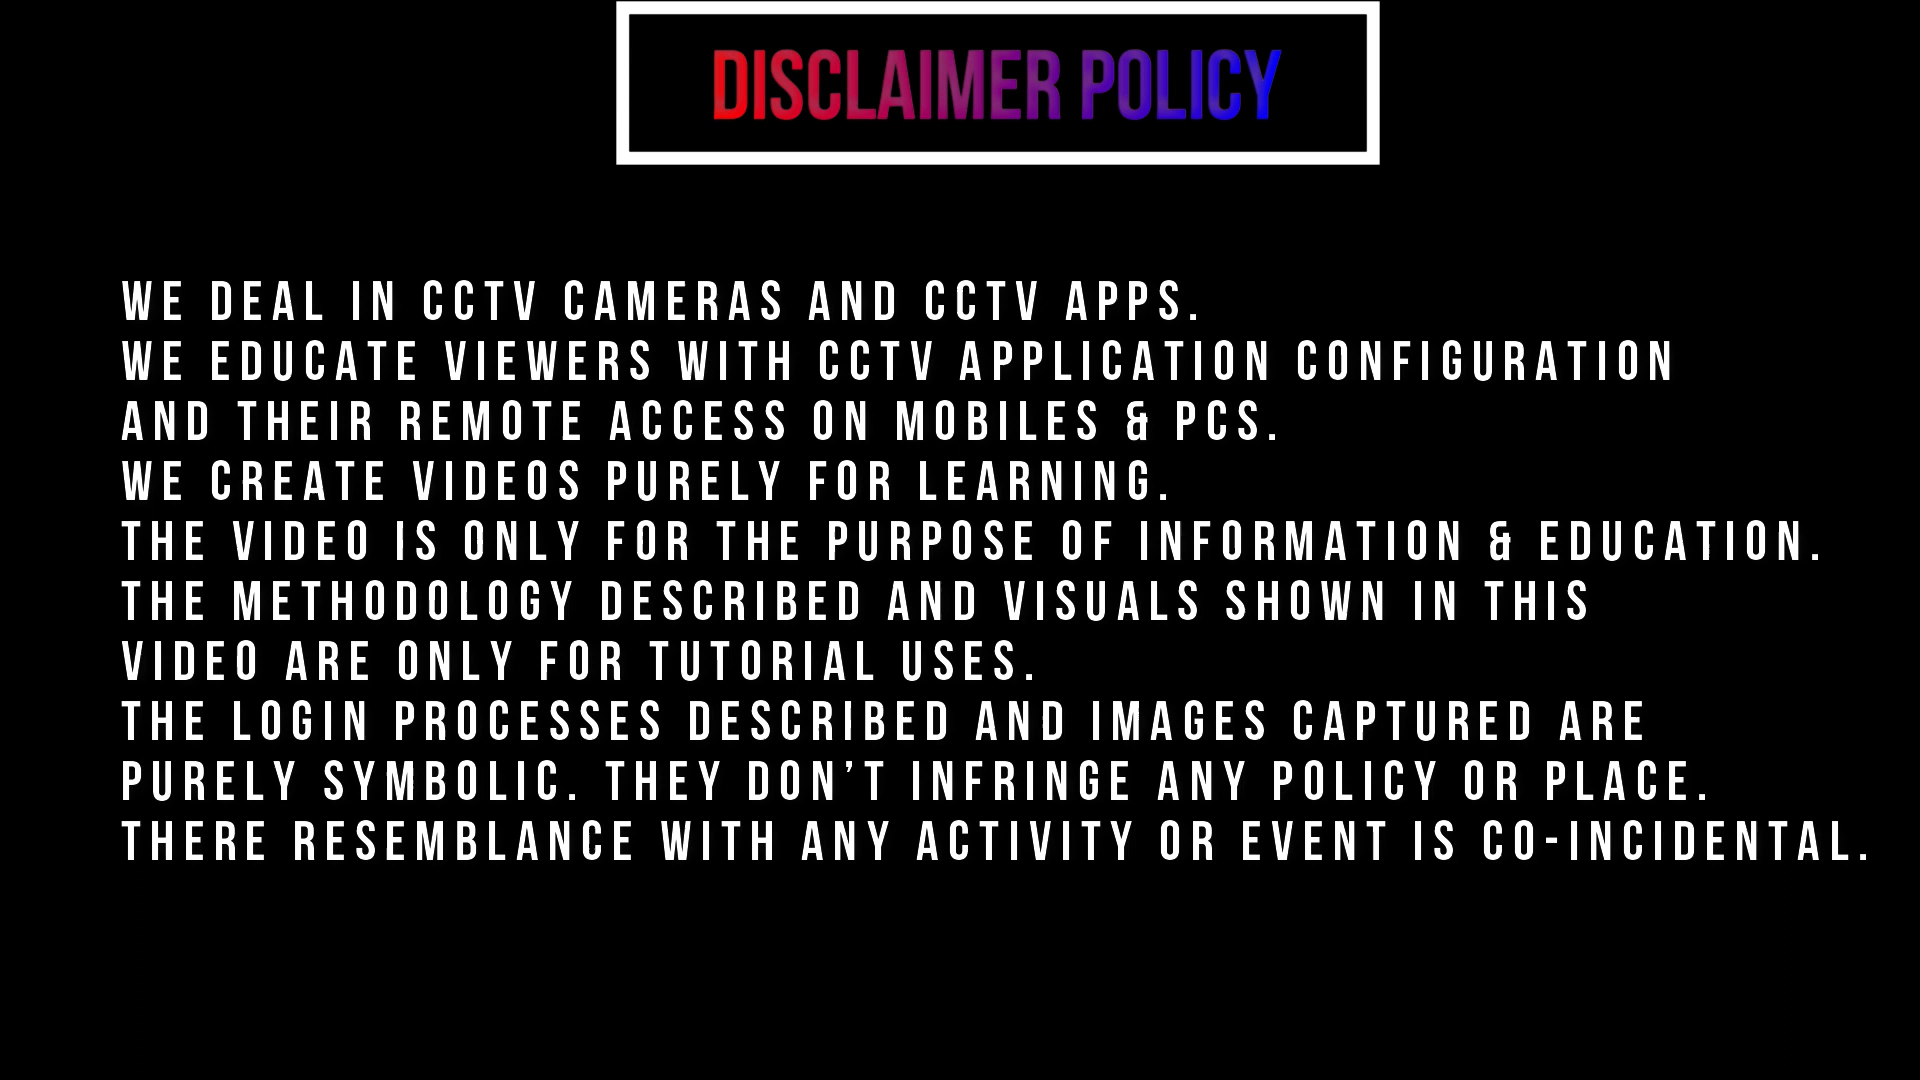 DISCLAIMER POLICY
WE DEAL IN CCTV CAMERAS AND CCTV APPS.
WE EDUCATE VIEWERS WITH CCTV APPLICATION CONFIGURATION
AND THEIR REMOTE ACCESS ON MOBILES & PCS.
WE CREATE VIDEOS PURELY FOR LEARNING.
THE VIDEO IS ONLY FOR THE PURPOSE OF INFORMATION & EDUCATION.
THE METHODOLOGY DESCRIBED AND VISUALS SHOWN IN THIS
VIDEO ARE ONLY FOR TUTORIAL USES.
THE LOGIN PROCESSES DESCRIBED AND IMAGES CAPTURED ARE
PURELY SYMBOLIC. THEY DON’T INFRINGE ANY POLICY OR PLACE.
THERE RESEMBLANCE WITH ANY ACTIVITY OR EVENT IS CO-INCIDENTAL.